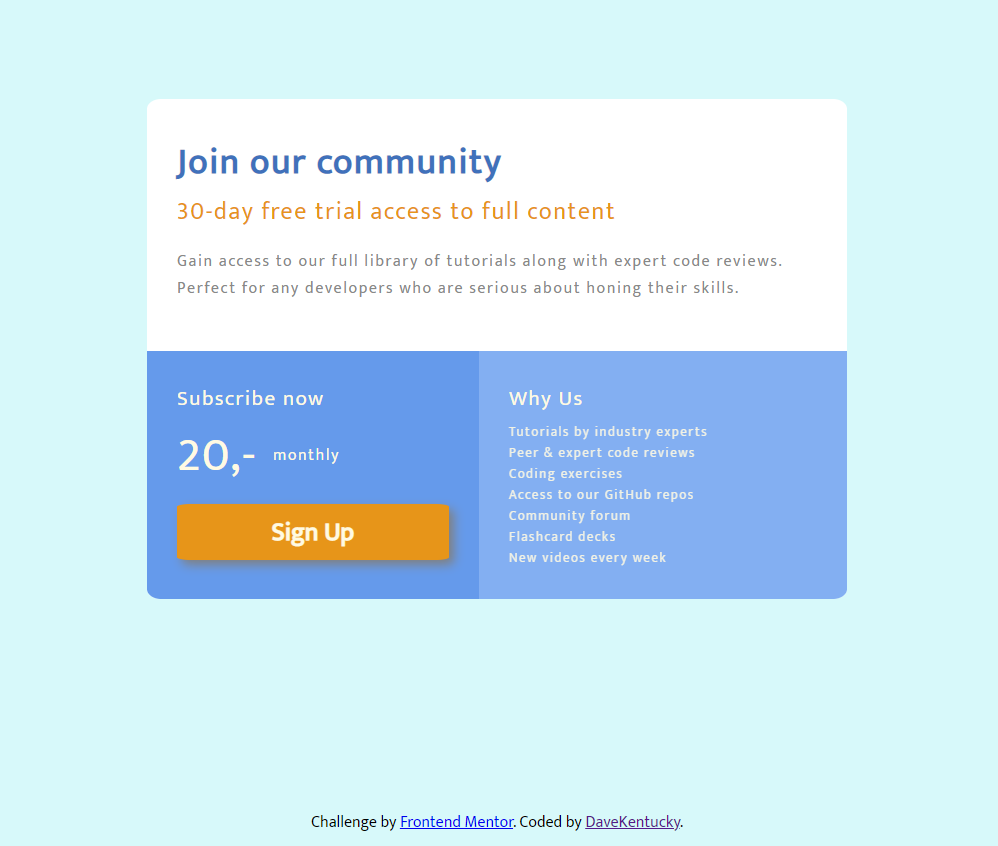 Join our community
30-day free trial access to full content
Gain access to our full library of tutorials along with expert code reviews.
Perfect for any developers who are serious about honing their skills.
Subscribe now
20,- monthly
Sign Up
Why Us
Tutorials by industry experts
Peer & expert code reviews
Coding exercises
Access to our GitHub repos
Community forum
Flashcard decks
New videos every week
Challenge by Frontend Mentor. Coded by DaveKentucky.